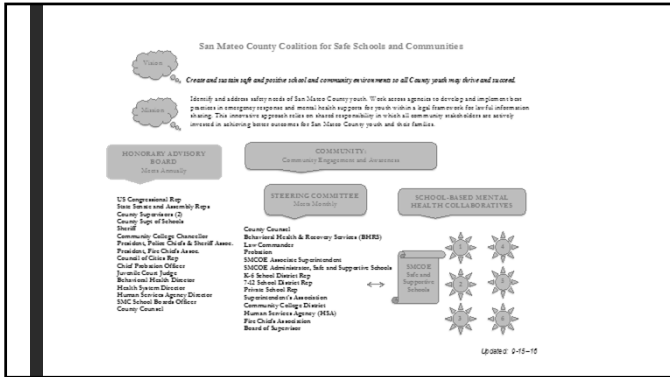 San Mateo County Coalition for Safe Schools and Communities
Vision
Create and sustain safe and positive school and community environments so all County youth may thrive and succeed.
Mission
Identify and address safety needs of San Mateo County youth. Work across agencies to develop and implement best
practices in emergency response and mental health supports for youth within a legal framework for lawful information
sharing. This innovative approach relies on shared responsibility in which all community stakeholders are actively
invested in achieving better outcomes for San Mateo County youth and their families.
HONORARY ADVISORY
BOARD
Meets Annually
COMMUNITY:
Community Engagement and Awareness
STEERING COMMITTEE
Meets Monthly
SCHOOL-BASED MENTAL
HEALTH COLLABORATIVES
US Congressional Rep
State Senate and Assembly Reps
County Supervisors (2)
County Supt of Schools
Sheriff
Community College Chancellor
President, Police Chiefs & Sheriff Assoc.
President, Fire Chiefs Assoc.
Council of Cities Rep
Chief Probation Officer
Juvenile Court Judge
Behavioral Health Director
Health System Director
Human Services Agency Director
SMC School Boards Officer
County Counsel
County Counsel
Behavioral Health & Recovery Services (BHRS)
Law Commander
Probation
SMCOE Associate Superintendent
SMCOE Administrator, Safe and Supportive Schools
K-6 School District Rep
7-12 School District Rep
Private School Rep
Superintendent's Association
Community College District
Human Services Agency (HSA)
Fire Chiefs Association
Board of Supervisor
SMCOE
Safe and
Supportive
Schools
1
4
2
5
3
6
Updated: 9-15-16